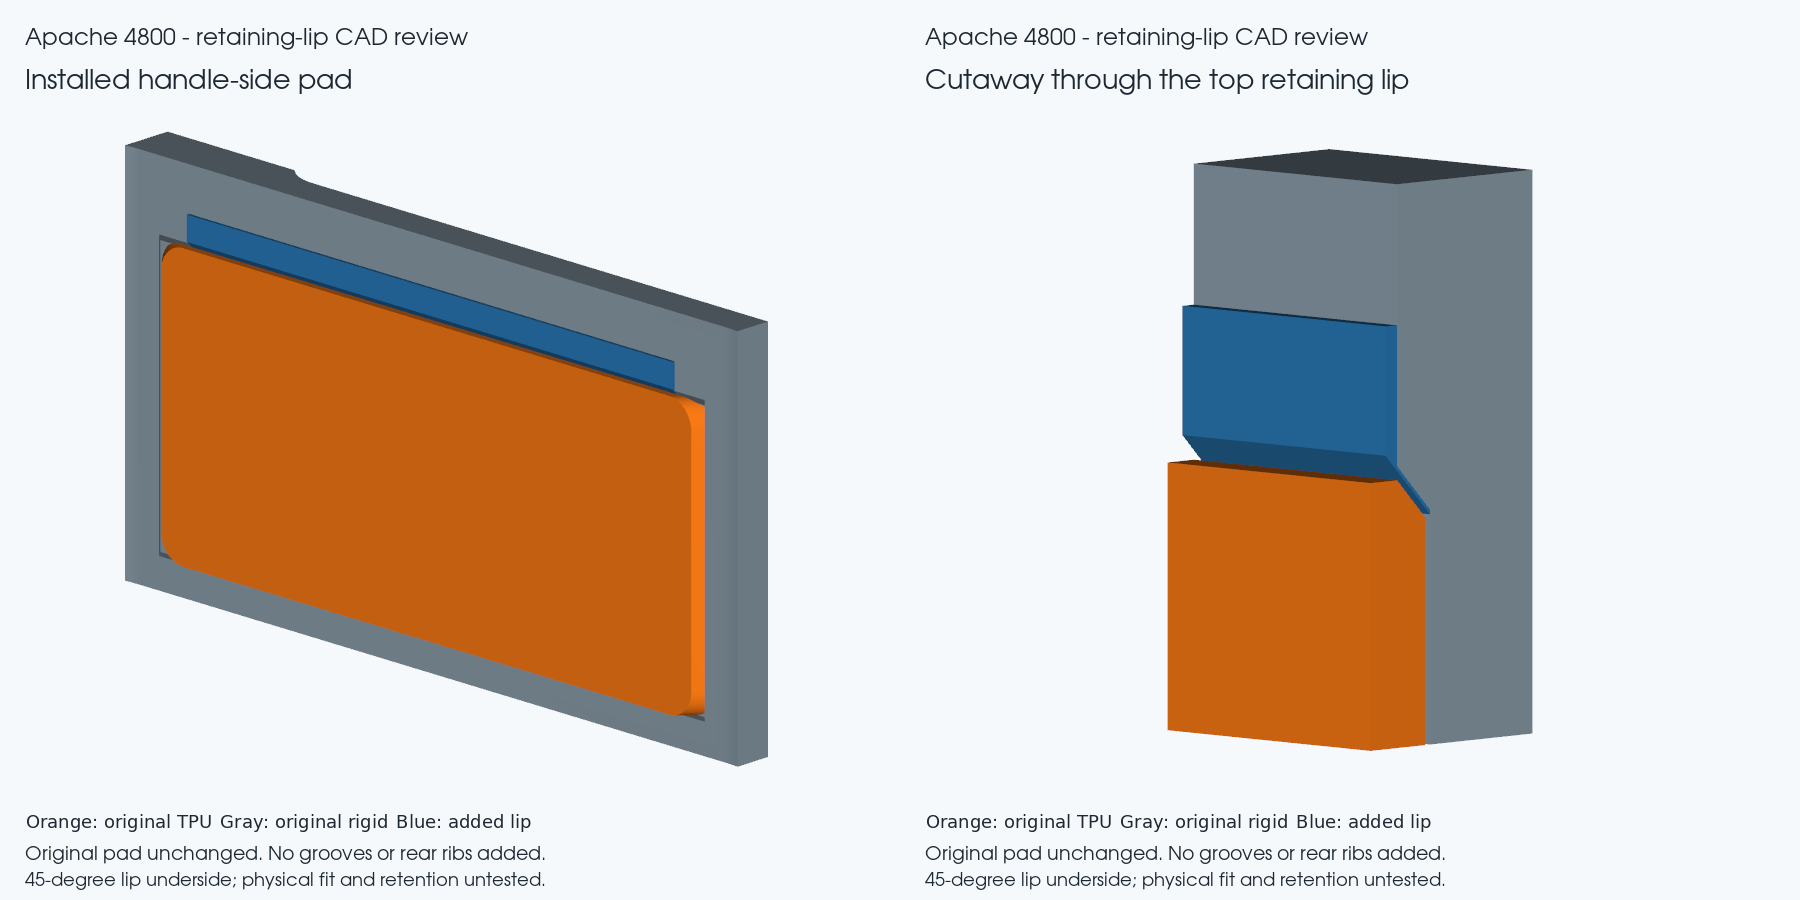 Apache 4800 - retaining-lip CAD review
Installed handle-side pad
Orange: original TPU Gray: original rigid Blue: added lip
Original pad unchanged. No grooves or rear ribs added.
45-degree lip underside; physical fit and retention untested.
Apache 4800 - retaining-lip CAD review
Cutaway through the top retaining lip
Orange: original TPU Gray: original rigid Blue: added lip
Original pad unchanged. No grooves or rear ribs added.
45-degree lip underside; physical fit and retention untested.